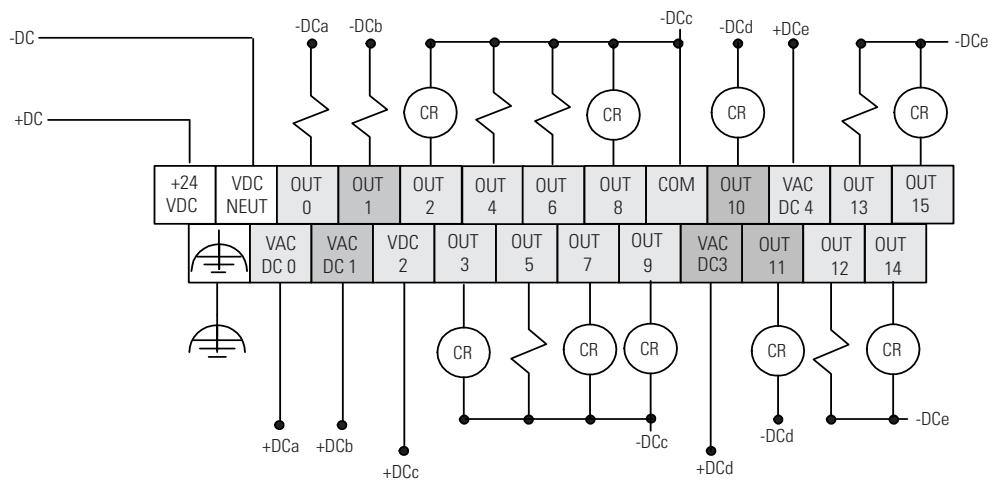 -DCa
-DCb
-DCc
-DCd
+DCe
-DC
-DCe
+DC
CR
CR
CR
CR
+24 VDC
VDC NEUT
OUT 0
OUT 1
OUT 2
OUT 4
OUT 6
OUT 8
COM
OUT 10
VAC DC 4
OUT 13
OUT 15
VAC DC 0
VAC DC 1
VDC 2
OUT 3
OUT 5
OUT 7
OUT 9
VAC DC3
OUT 11
OUT 12
OUT 14
CR
CR
CR
CR
CR
+DCa
+DCb
-DCc
-DCd
-DCe
+DCc
+DCd